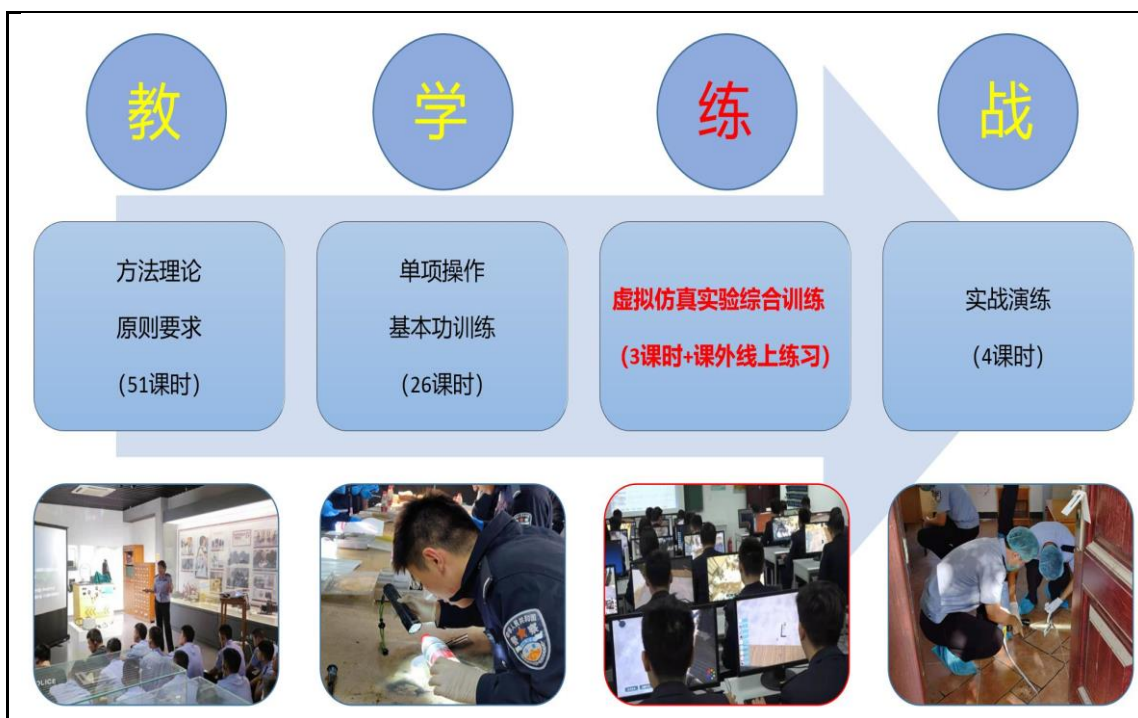 教
学
练
战
方法理论
原则要求
(51课时)
单项操作
基本功训练
(26课时)
虚拟仿真实验综合训练
(3课时+课外线上练习)
实战演练
(4课时)
POLICE